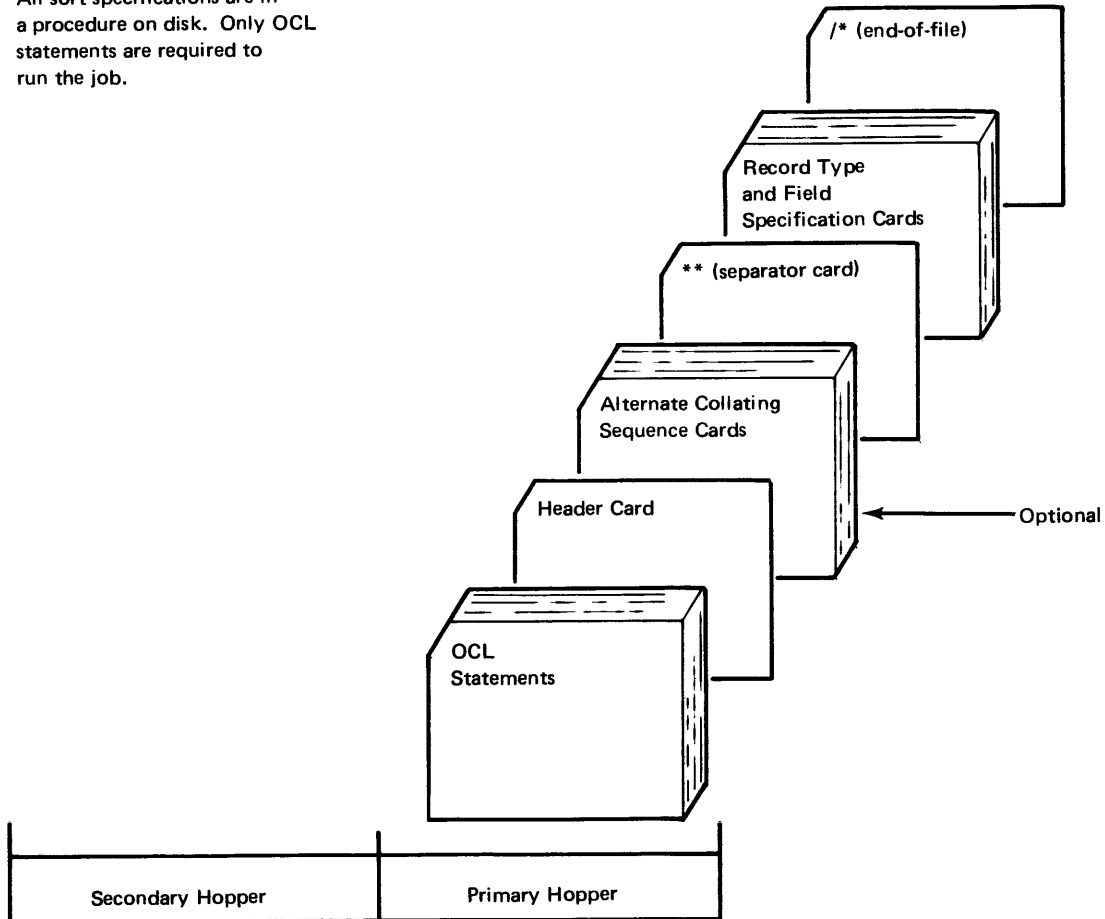 a procedure on disk. Only OCL
statements are required to
run the job.
/* (end-of-file)
Record Type
and Field
Specification Cards
** (separator card)
Alternate Collating
Sequence Cards
Header Card
Optional
OCL
Statements
Secondary Hopper
Primary Hopper